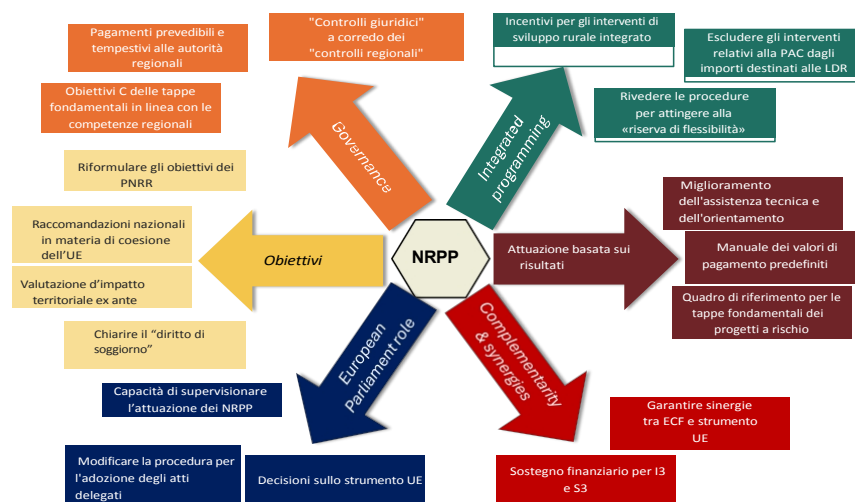 Pagamenti prevedibili e
tempestivi alle autorità
regionali
"Controlli giuridici"
a corredo dei
"controlli regionali"
Incentivi per gli interventi di
sviluppo rurale integrato
Escludere gli interventi
relativi alla PAC dagli
importi destinati alle LDR
Obiettivi C delle tappe
fondamentali in linea con le
competenze regionali
Rivedere le procedure
per attingere alla
«riserva di flessibilità»
Governance
Integrated
programming
Riformulare gli obiettivi dei
PNRR
Raccomandazioni nazionali
in materia di coesione
dell'UE
Valutazione d'impatto
territoriale ex ante
Chiarire il "diritto di
soggiorno"
Obiettivi
NRPP
Attuazione basata sui
risultati
Miglioramento
dell'assistenza tecnica e
dell'orientamento
Manuale dei valori di
pagamento predefiniti
Quadro di riferimento per le
tappe fondamentali dei
progetti a rischio
European
Parliament role
Complementarity
& synergies
Capacità di supervisionare
l'attuazione dei NRPP
Modificare la procedura per
l'adozione degli atti
delegati
Decisioni sullo strumento UE
Garantire sinergie
tra ECF e strumento
UE
Sostegno finanziario per I3
e S3